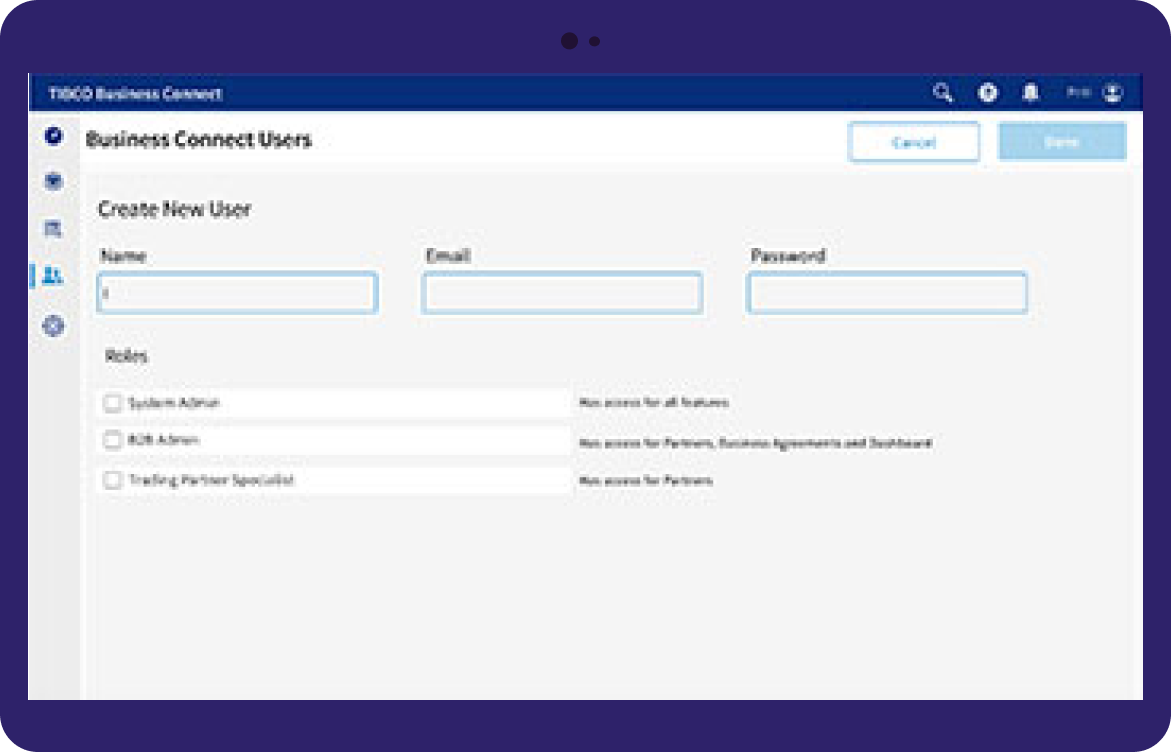 TIBCO Business Connect
Business Connect Users
Cancel
Create New User
Name Email Password
Roles
System Admin Has access for all features
B2B Admin Has access for Partners, Business Agreements and Dashboard
Trading Partner Specialist Has access for Partners